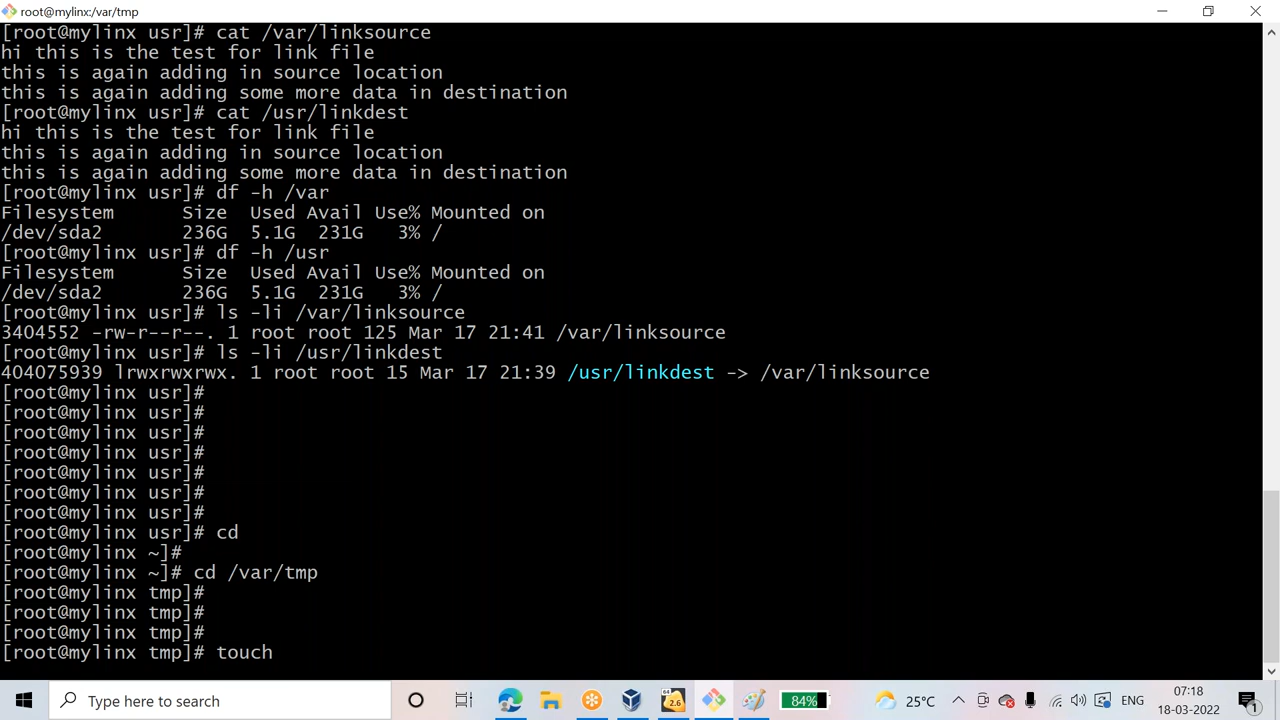 root@mylinx:/var/tmp
[root@mylinx usr]# cat /var/linksource
hi this is the test for link file
this is again adding in source location
this is again adding some more data in destination
[root@mylinx usr]# cat /usr/linkdest
hi this is the test for link file
this is again adding in source location
this is again adding some more data in destination
[root@mylinx usr]# df -h /var
Filesystem      Size  Used Avail Use% Mounted on
/dev/sda2       236G  5.1G  231G   3% /
[root@mylinx usr]# df -h /usr
Filesystem      Size  Used Avail Use% Mounted on
/dev/sda2       236G  5.1G  231G   3% /
[root@mylinx usr]# ls -li /var/linksource
3404552 -rw-r--r--. 1 root root 125 Mar 17 21:41 /var/linksource
[root@mylinx usr]# ls -li /usr/linkdest
404075939 lrwxrwxrwx. 1 root root 15 Mar 17 21:39 /usr/linkdest -> /var/linksource
[root@mylinx usr]#
[root@mylinx usr]#
[root@mylinx usr]#
[root@mylinx usr]#
[root@mylinx usr]#
[root@mylinx usr]#
[root@mylinx usr]#
[root@mylinx usr]# cd
[root@mylinx ~]#
[root@mylinx ~]# cd /var/tmp
[root@mylinx tmp]#
[root@mylinx tmp]#
[root@mylinx tmp]#
[root@mylinx tmp]# touch
Type here to search
64
2.6
84%
25°C
ENG
07:18
18-03-2022
1